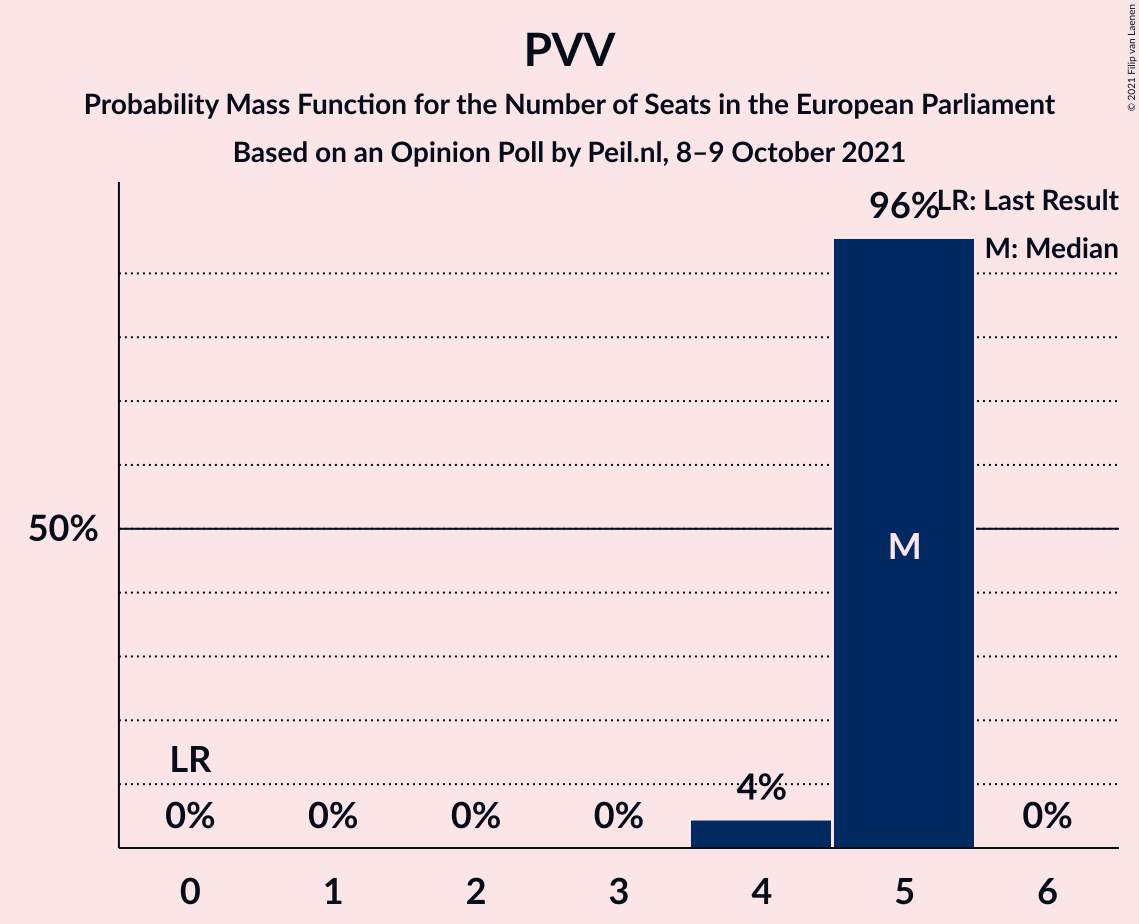 PVV
Probability Mass Function for the Number of Seats in the European Parliament
Based on an Opinion Poll by Peil.nl, 8–9 October 2021
© 2021 Filip van Laenen
LR: Last Result
M: Median
96%
50%
M
LR
4%
0% 0% 0% 0% 0%
0 1 2 3 4 5 6